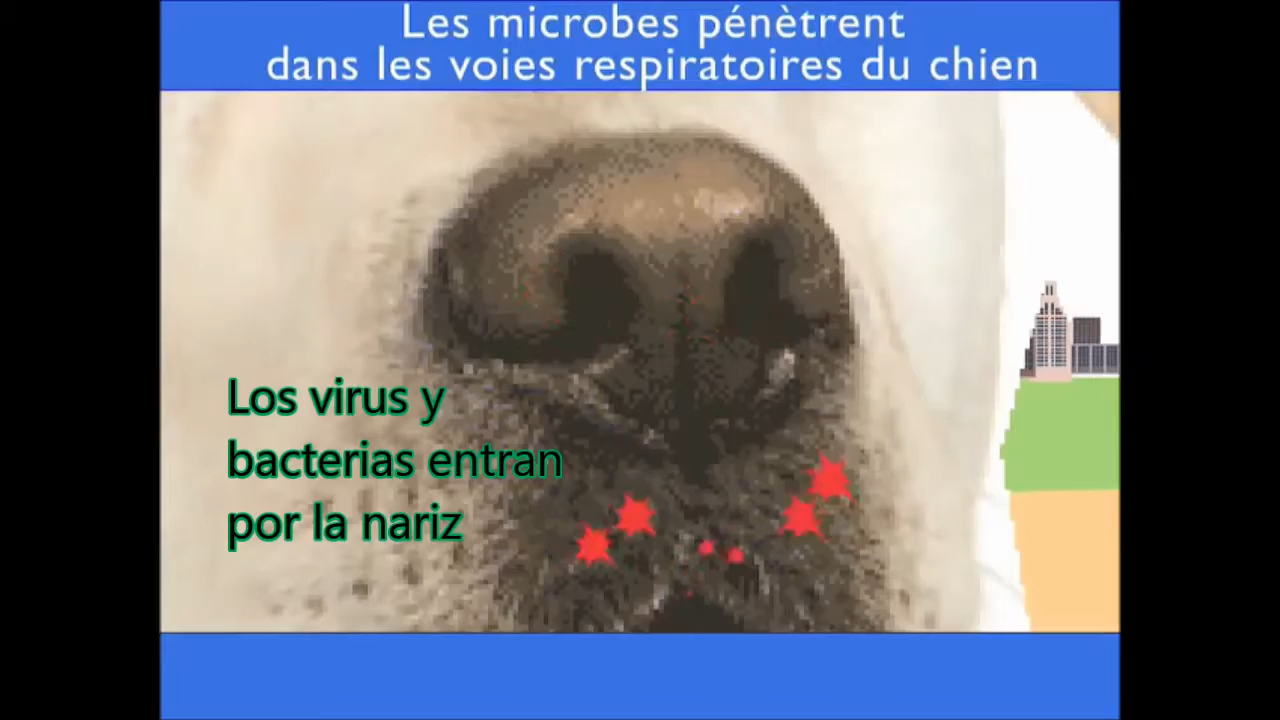 Les microbes pénètrent
dans les voies respiratoires du chien
Los virus y
bacterias entran
por la nariz